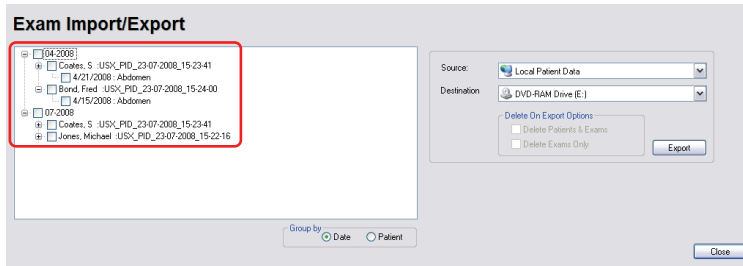 Exam Import/Export
04-2008
Coates, S :USX_PID_23-07-2008_15-23-41
4/21/2008 : Abdomen
Bond, Fred :USX_PID_23-07-2008_15-24-00
4/15/2008 : Abdomen
07-2008
Coates, S :USX_PID_23-07-2008_15-23-41
Jones, Michael :USX_PID_23-07-2008_15-22-16
Source: Local Patient Data
Destination DVD-RAM Drive (E:)
Delete On Export Options
Delete Patients & Exams
Delete Exams Only
Export
Group by
Date Patient
Close